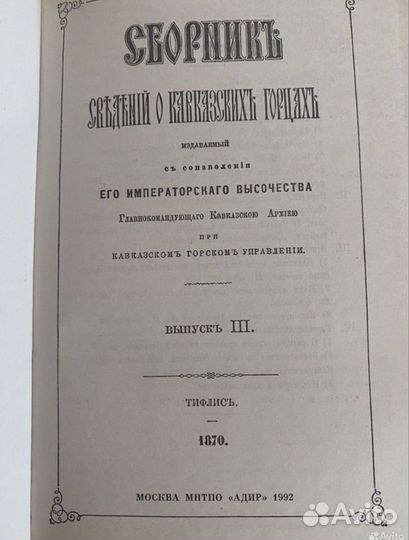 СБОРНИКЪ
СВѢДѢНІЙ О КАВКАЗСКИХЪ ГОРЦАХЪ
ИЗДАВАЕМЫЙ
СЪ СОИЗВОЛЕНІЯ
ЕГО ИМПЕРАТОРСКАГО ВЫСОЧЕСТВА
Главнокомандующаго Кавказскою Арміею
ПРИ
КАВКАЗСКОМЪ ГОРСКОМЪ УПРАВЛЕНІИ.
ВЫПУСКЪ III.
ТИФЛИСЪ.
1870.
МОСКВА МНТПО «АДИР» 1992
Avito
Avito